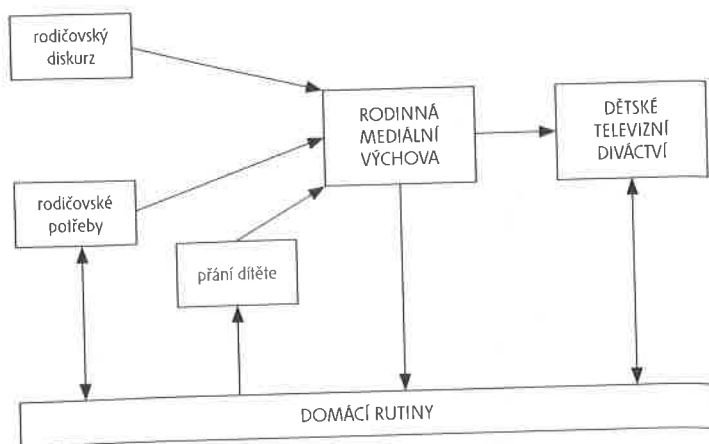 rodičovský
diskurz
RODINNÁ
MEDIÁLNÍ
VÝCHOVA
DĚTSKÉ
TELEVIZNÍ
DIVÁCTVÍ
rodičovské
potřeby
přání dítěte
DOMÁCÍ RUTINY